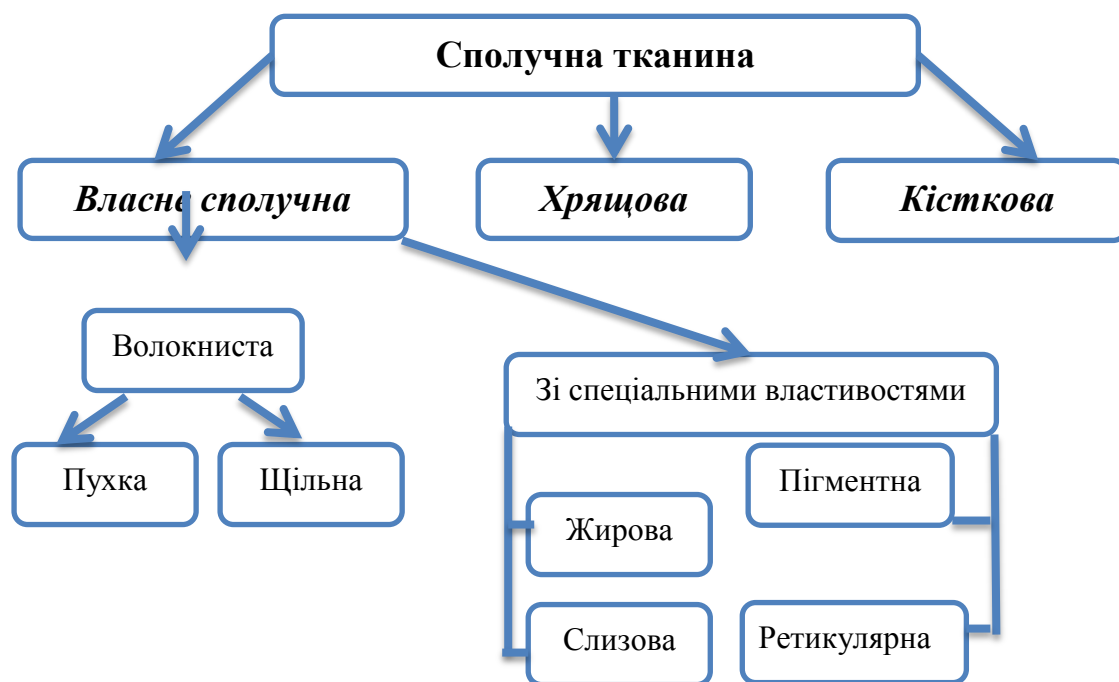 Сполучна тканина
Власне сполучна
Хрящова
Кісткова
Волокниста
Зі спеціальними властивостями
Пухка
Щільна
Пігментна
Жирова
Слизова
Ретикулярна